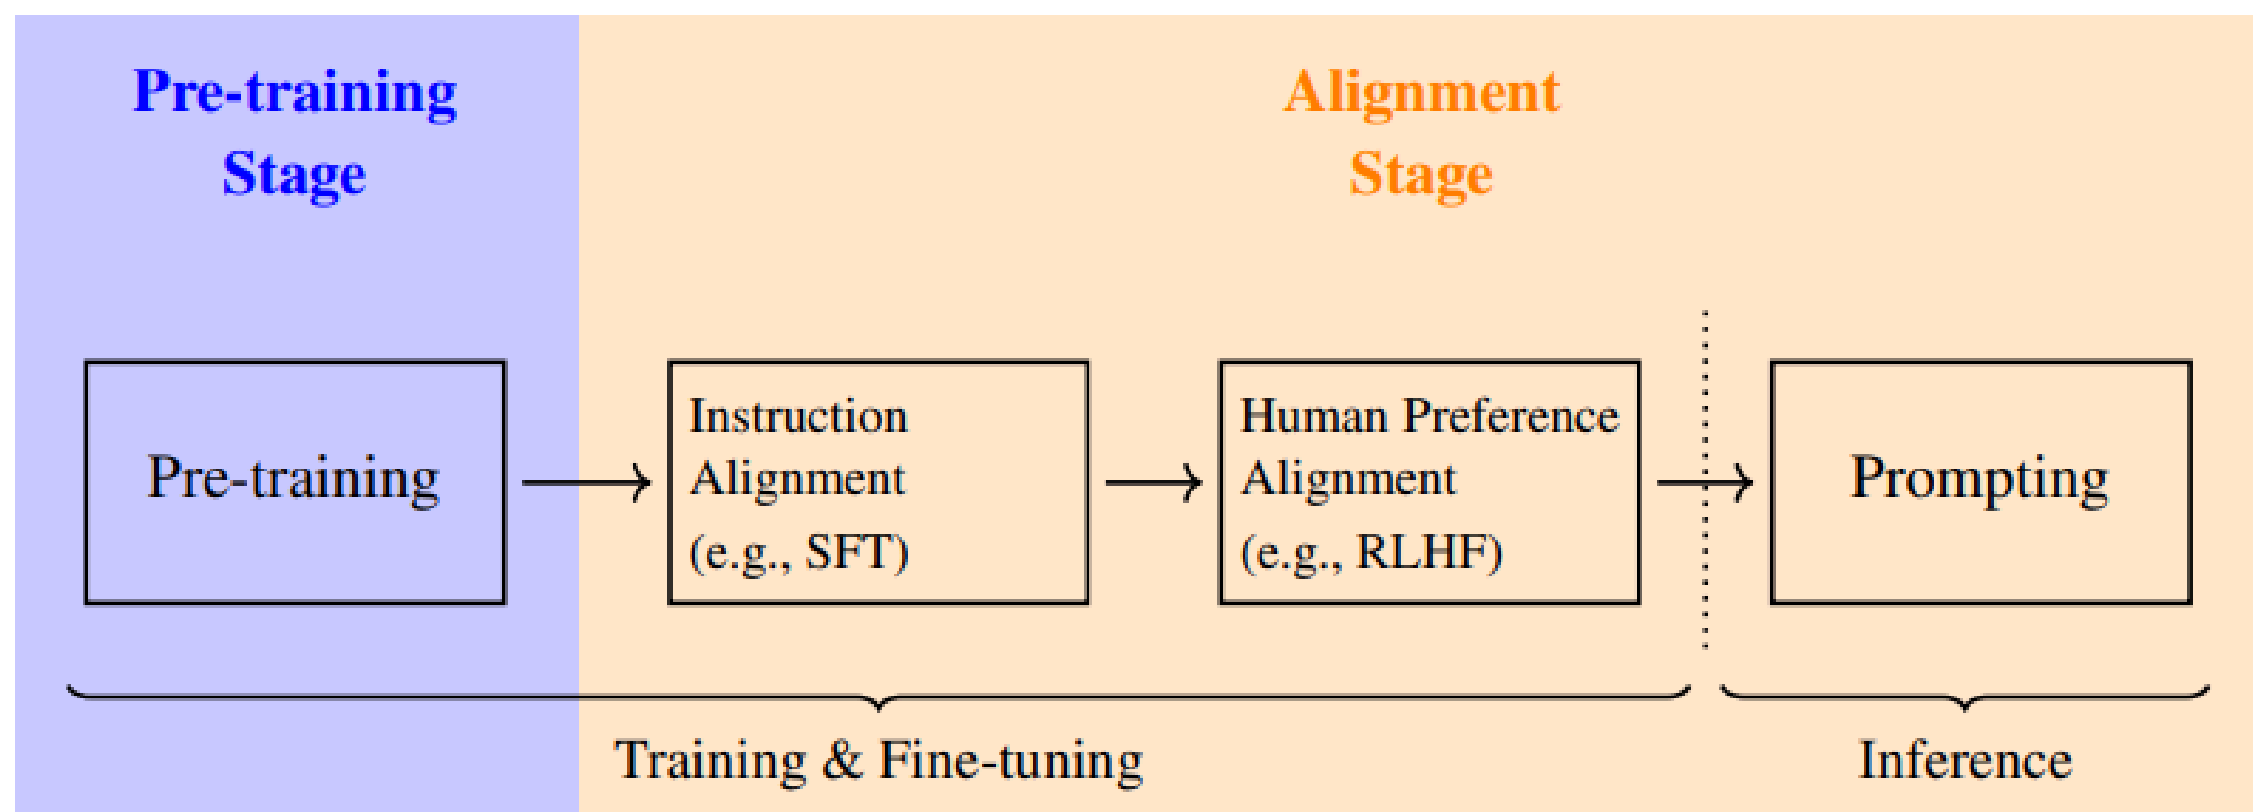 Pre-training
Stage
Alignment
Stage
Pre-training
Instruction
Alignment
(e.g., SFT)
Human Preference
Alignment
(e.g., RLHF)
Prompting
Training & Fine-tuning
Inference